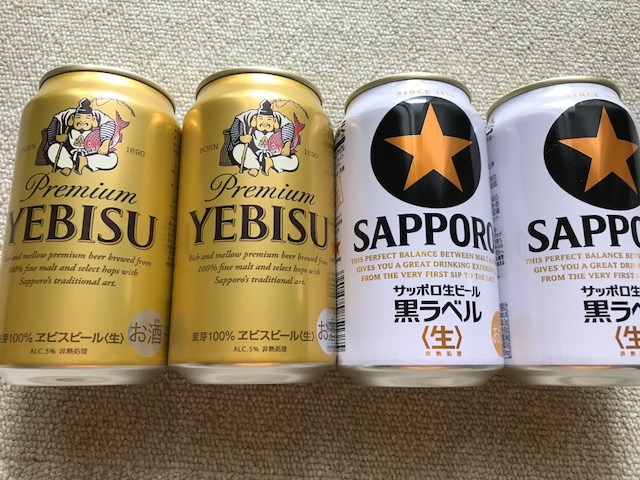 BORN 1890
Premium
YEBISU
Rich and mellow premium beer brewed from
100% fine malt and select hops with
Sapporo's traditional art.
麦芽100% ヱビスビール〈生〉
お酒
ALC.5% 非熱処理
BORN 1890
Premium
YEBISU
Rich and mellow premium beer brewed from
100% fine malt and select hops with
Sapporo's traditional art.
麦芽100% ヱビスビール〈生〉
お酒
ALC.5% 非熱処理
SINCE
SAPPORO
THIS PERFECT BALANCE BETWEEN MALT
GIVES YOU A GREAT DRINKING
FROM THE VERY FIRST SIP TO THE
サッポロ生ビール
黒ラベル
〈生〉
非熱処理
SAPPO
THIS PERFECT BALANCE BETWEEN
GIVES YOU A GREAT
FROM THE VERY FIRST
サッポロ生
黒ラ
〈生
非熱
お